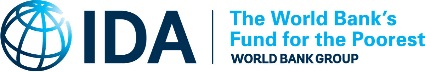 IDA
The World Bank's
Fund for the Poorest
WORLD BANK GROUP